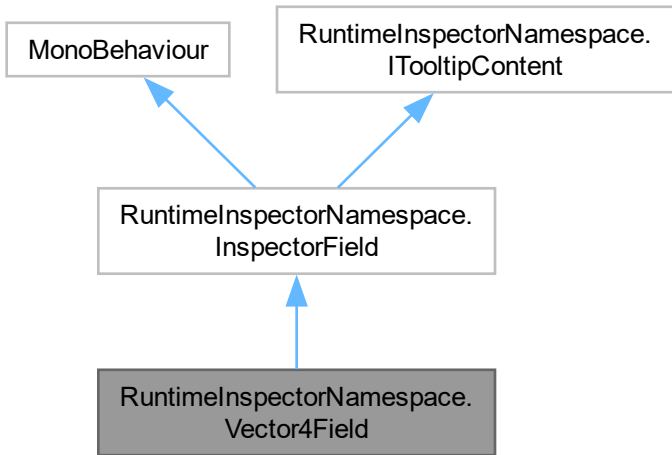 MonoBehaviour
RuntimeInspectorNamespace.
ITooltipContent
RuntimeInspectorNamespace.
InspectorField
RuntimeInspectorNamespace.
Vector4Field